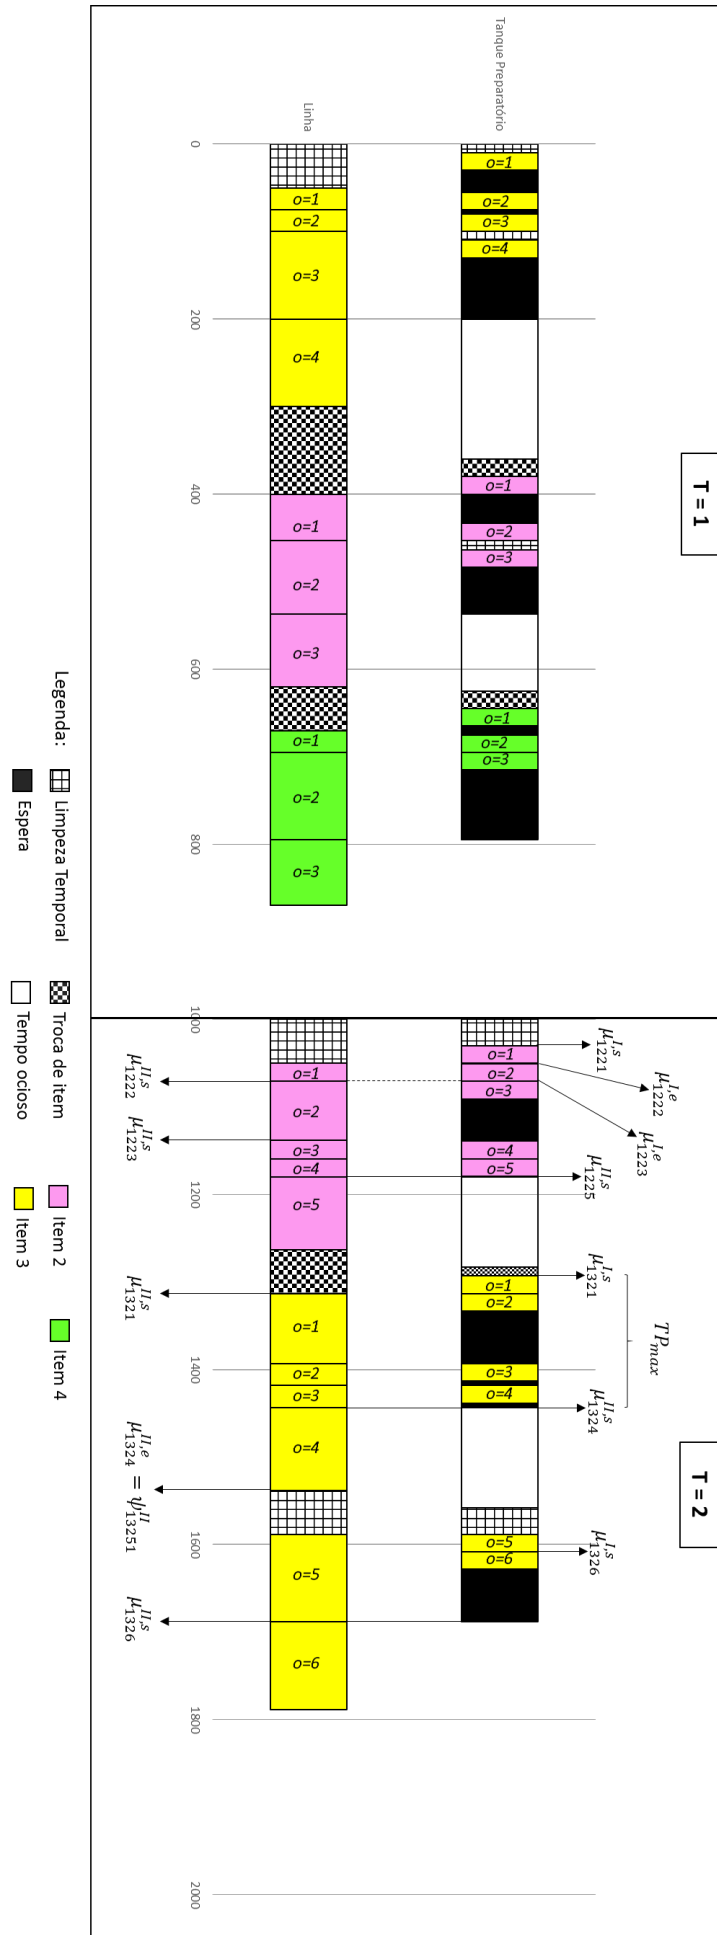 T = 1
T = 2
Tanque Preparatório
o=1
o=2
o=3
o=4
o=1
o=2
o=3
o=1
o=2
o=3
μ^{I,s}_{1221}
μ^{I,e}_{1222}
μ^{I,e}_{1223}
μ^{II,s}_{1225}
μ^{I,s}_{1321}
TP_{max}
μ^{II,s}_{1324}
μ^{I,s}_{1326}
o=1
o=2
o=3
o=4
o=5
o=1
o=2
o=3
o=4
o=5
o=6
Linha
o=1
o=2
o=3
o=4
o=1
o=2
o=3
o=1
o=2
o=3
o=1
o=2
o=3
o=4
o=5
o=1
o=2
o=3
o=4
o=5
o=6
0
200
400
600
800
1000
1200
1400
1600
1800
2000
μ^{II,s}_{1222}
μ^{II,s}_{1223}
μ^{II,s}_{1321}
μ^{II,e}_{1324} = ψ^{II}_{13251}
μ^{II,s}_{1326}
Legenda:
Limpeza Temporal
Troca de item
Item 2
Item 4
Espera
Tempo ocioso
Item 3